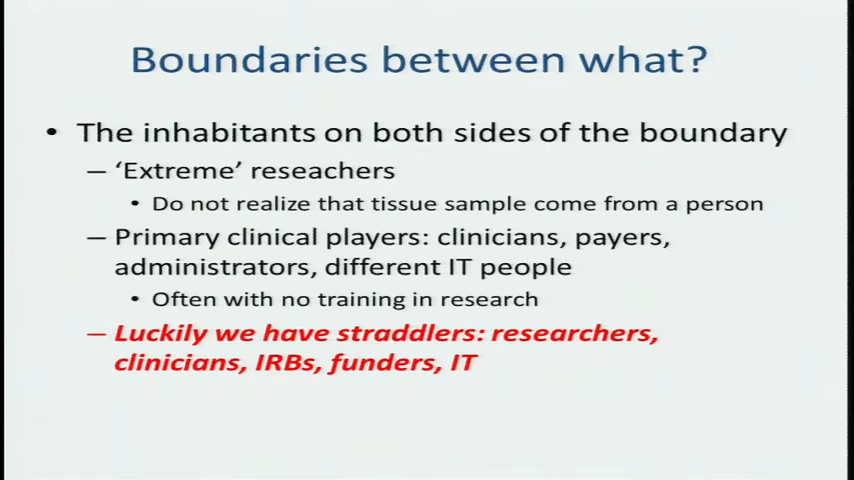 Boundaries between what?
• The inhabitants on both sides of the boundary
– ‘Extreme’ reseachers
• Do not realize that tissue sample come from a person
– Primary clinical players: clinicians, payers,
administrators, different IT people
• Often with no training in research
– Luckily we have straddlers: researchers,
clinicians, IRBs, funders, IT